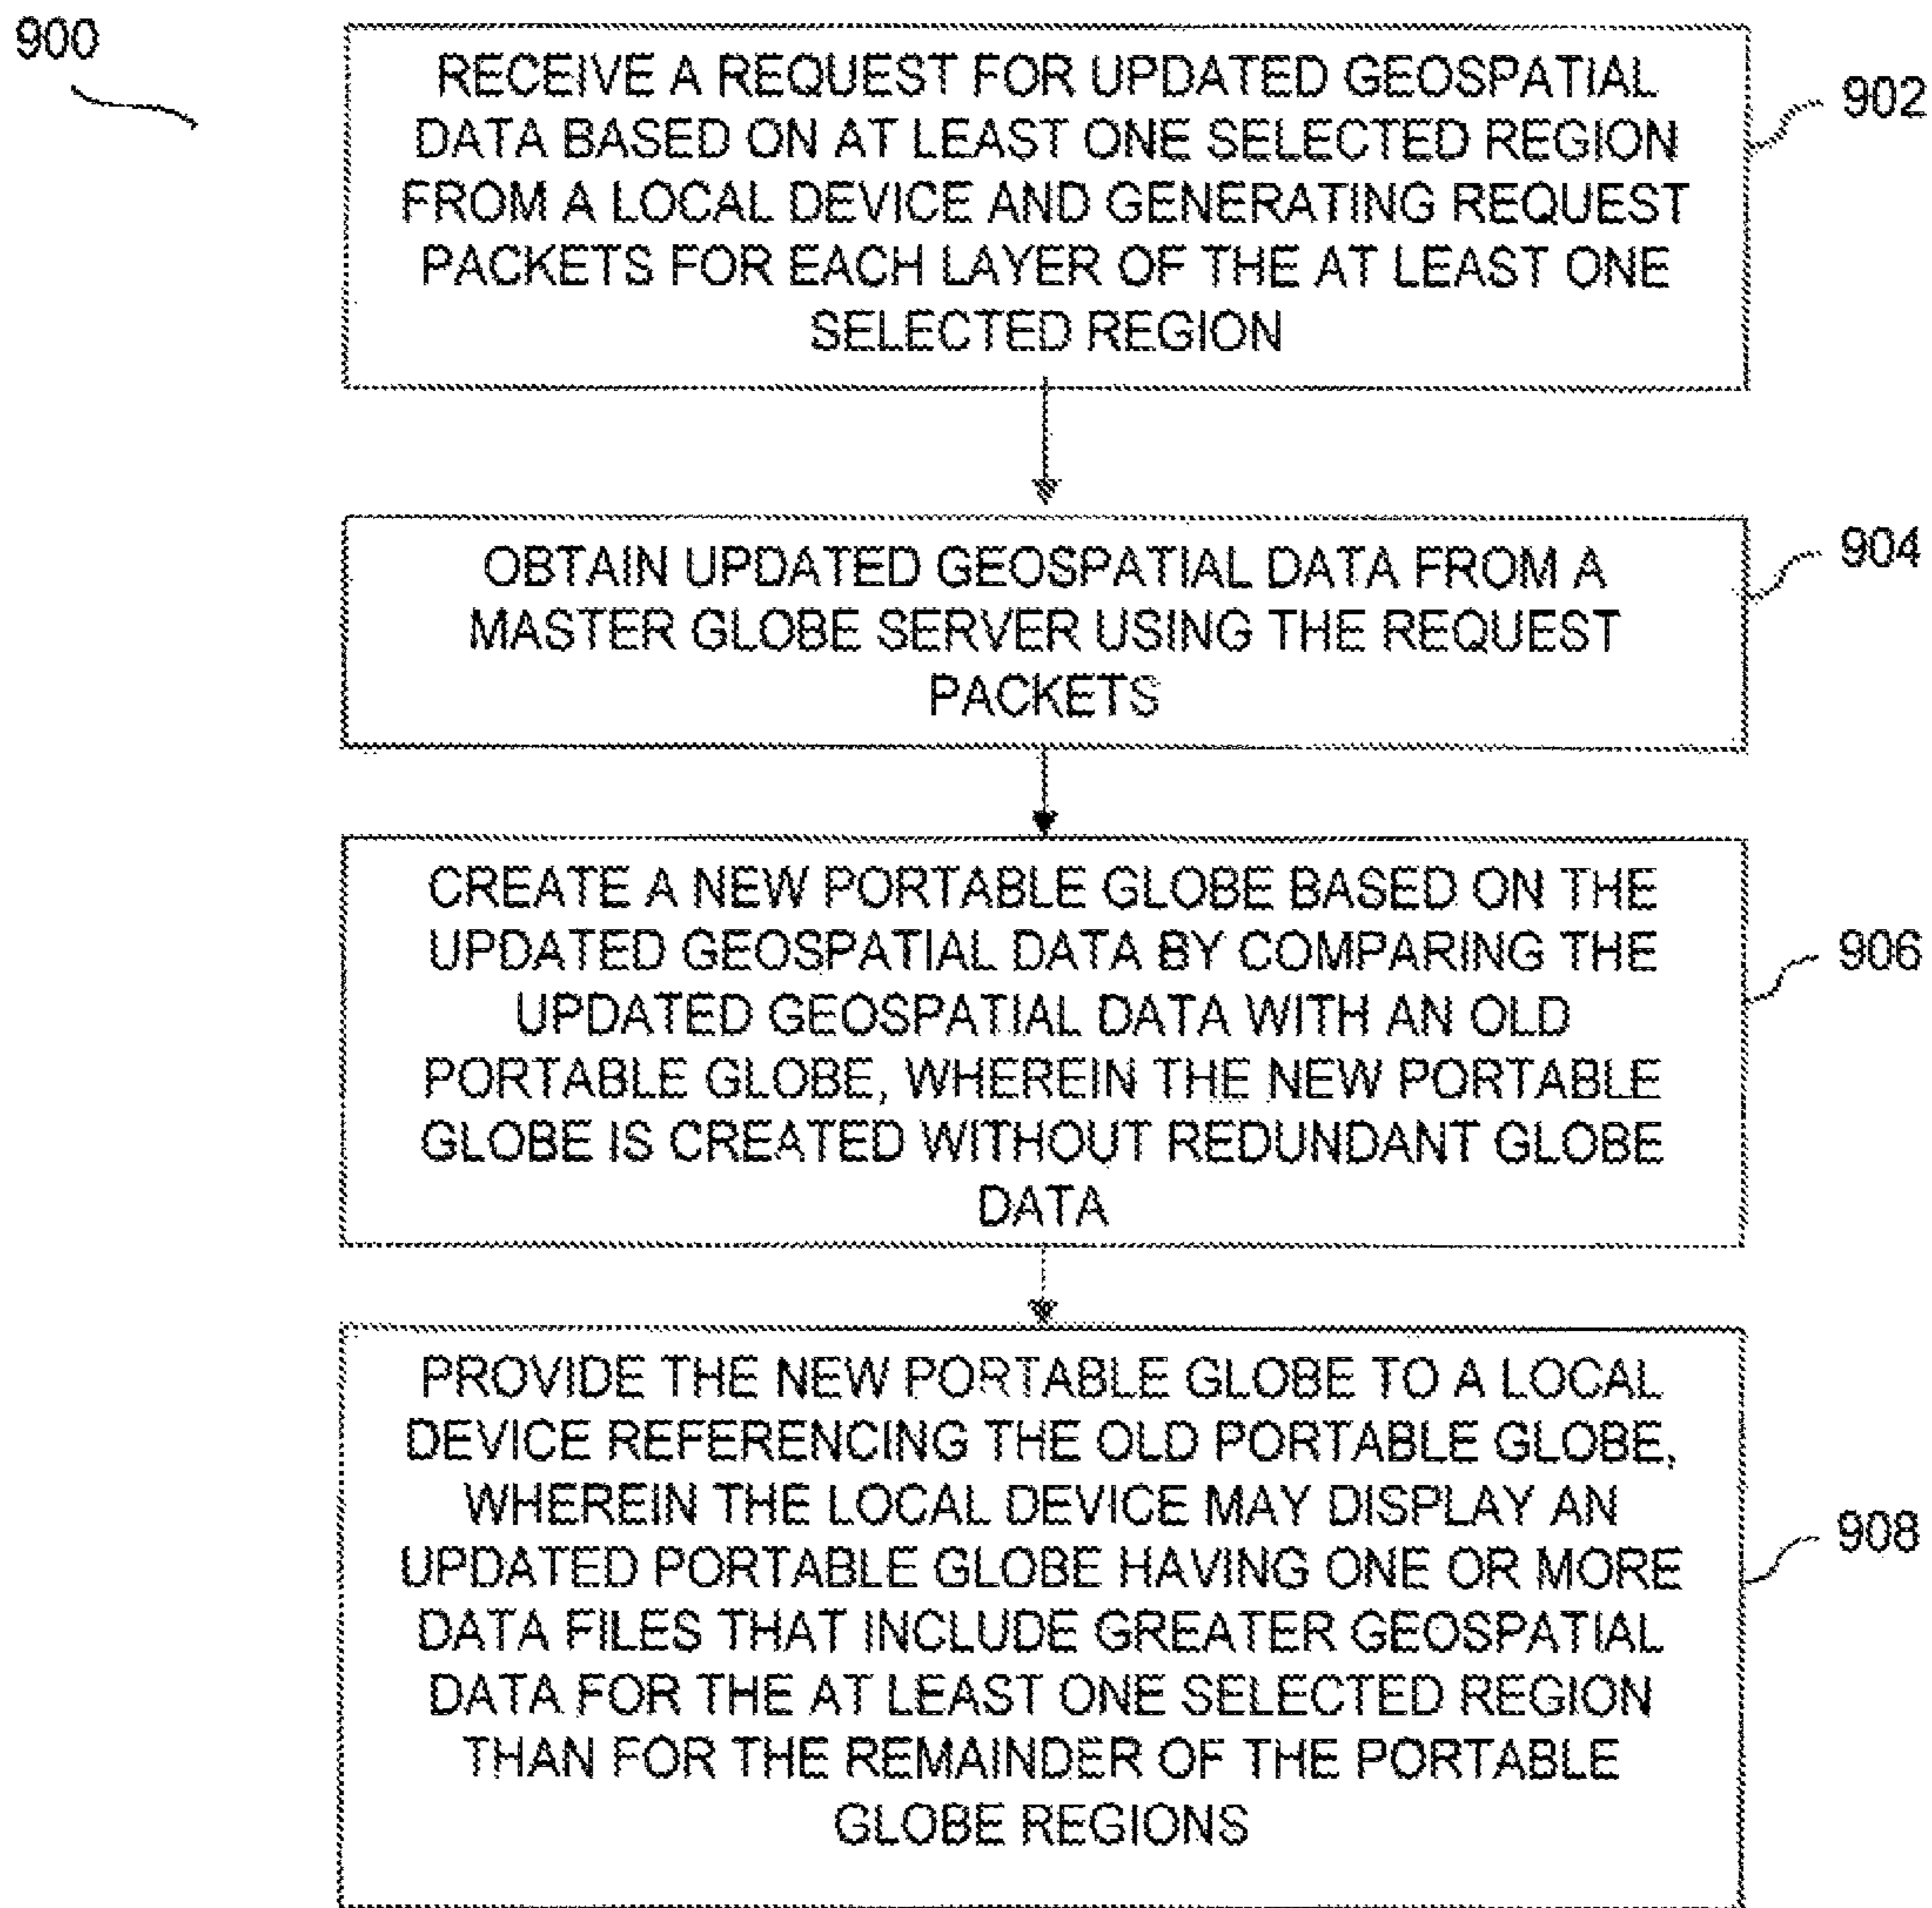 900
RECEIVE A REQUEST FOR UPDATED GEOSPATIAL
DATA BASED ON AT LEAST ONE SELECTED REGION
FROM A LOCAL DEVICE AND GENERATING REQUEST
PACKETS FOR EACH LAYER OF THE AT LEAST ONE
SELECTED REGION
902
OBTAIN UPDATED GEOSPATIAL DATA FROM A
MASTER GLOBE SERVER USING THE REQUEST
PACKETS
904
CREATE A NEW PORTABLE GLOBE BASED ON THE
UPDATED GEOSPATIAL DATA BY COMPARING THE
UPDATED GEOSPATIAL DATA WITH AN OLD
PORTABLE GLOBE, WHEREIN THE NEW PORTABLE
GLOBE IS CREATED WITHOUT REDUNDANT GLOBE
DATA
906
PROVIDE THE NEW PORTABLE GLOBE TO A LOCAL
DEVICE REFERENCING THE OLD PORTABLE GLOBE,
WHEREIN THE LOCAL DEVICE MAY DISPLAY AN
UPDATED PORTABLE GLOBE HAVING ONE OR MORE
DATA FILES THAT INCLUDE GREATER GEOSPATIAL
DATA FOR THE AT LEAST ONE SELECTED REGION
THAN FOR THE REMAINDER OF THE PORTABLE
GLOBE REGIONS
908